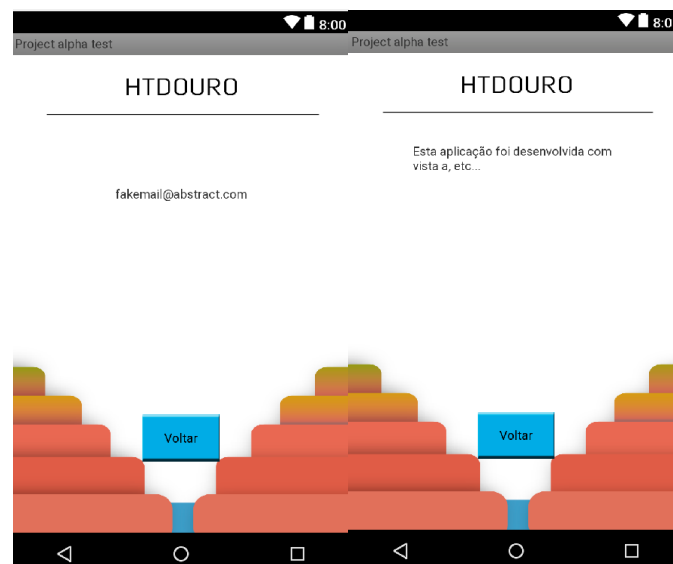 8:00
Project alpha test
HTDOURO
fakemail@abstract.com
Voltar
8:0
Project alpha test
HTDOURO
Esta aplicação foi desenvolvida com
vista a, etc...
Voltar